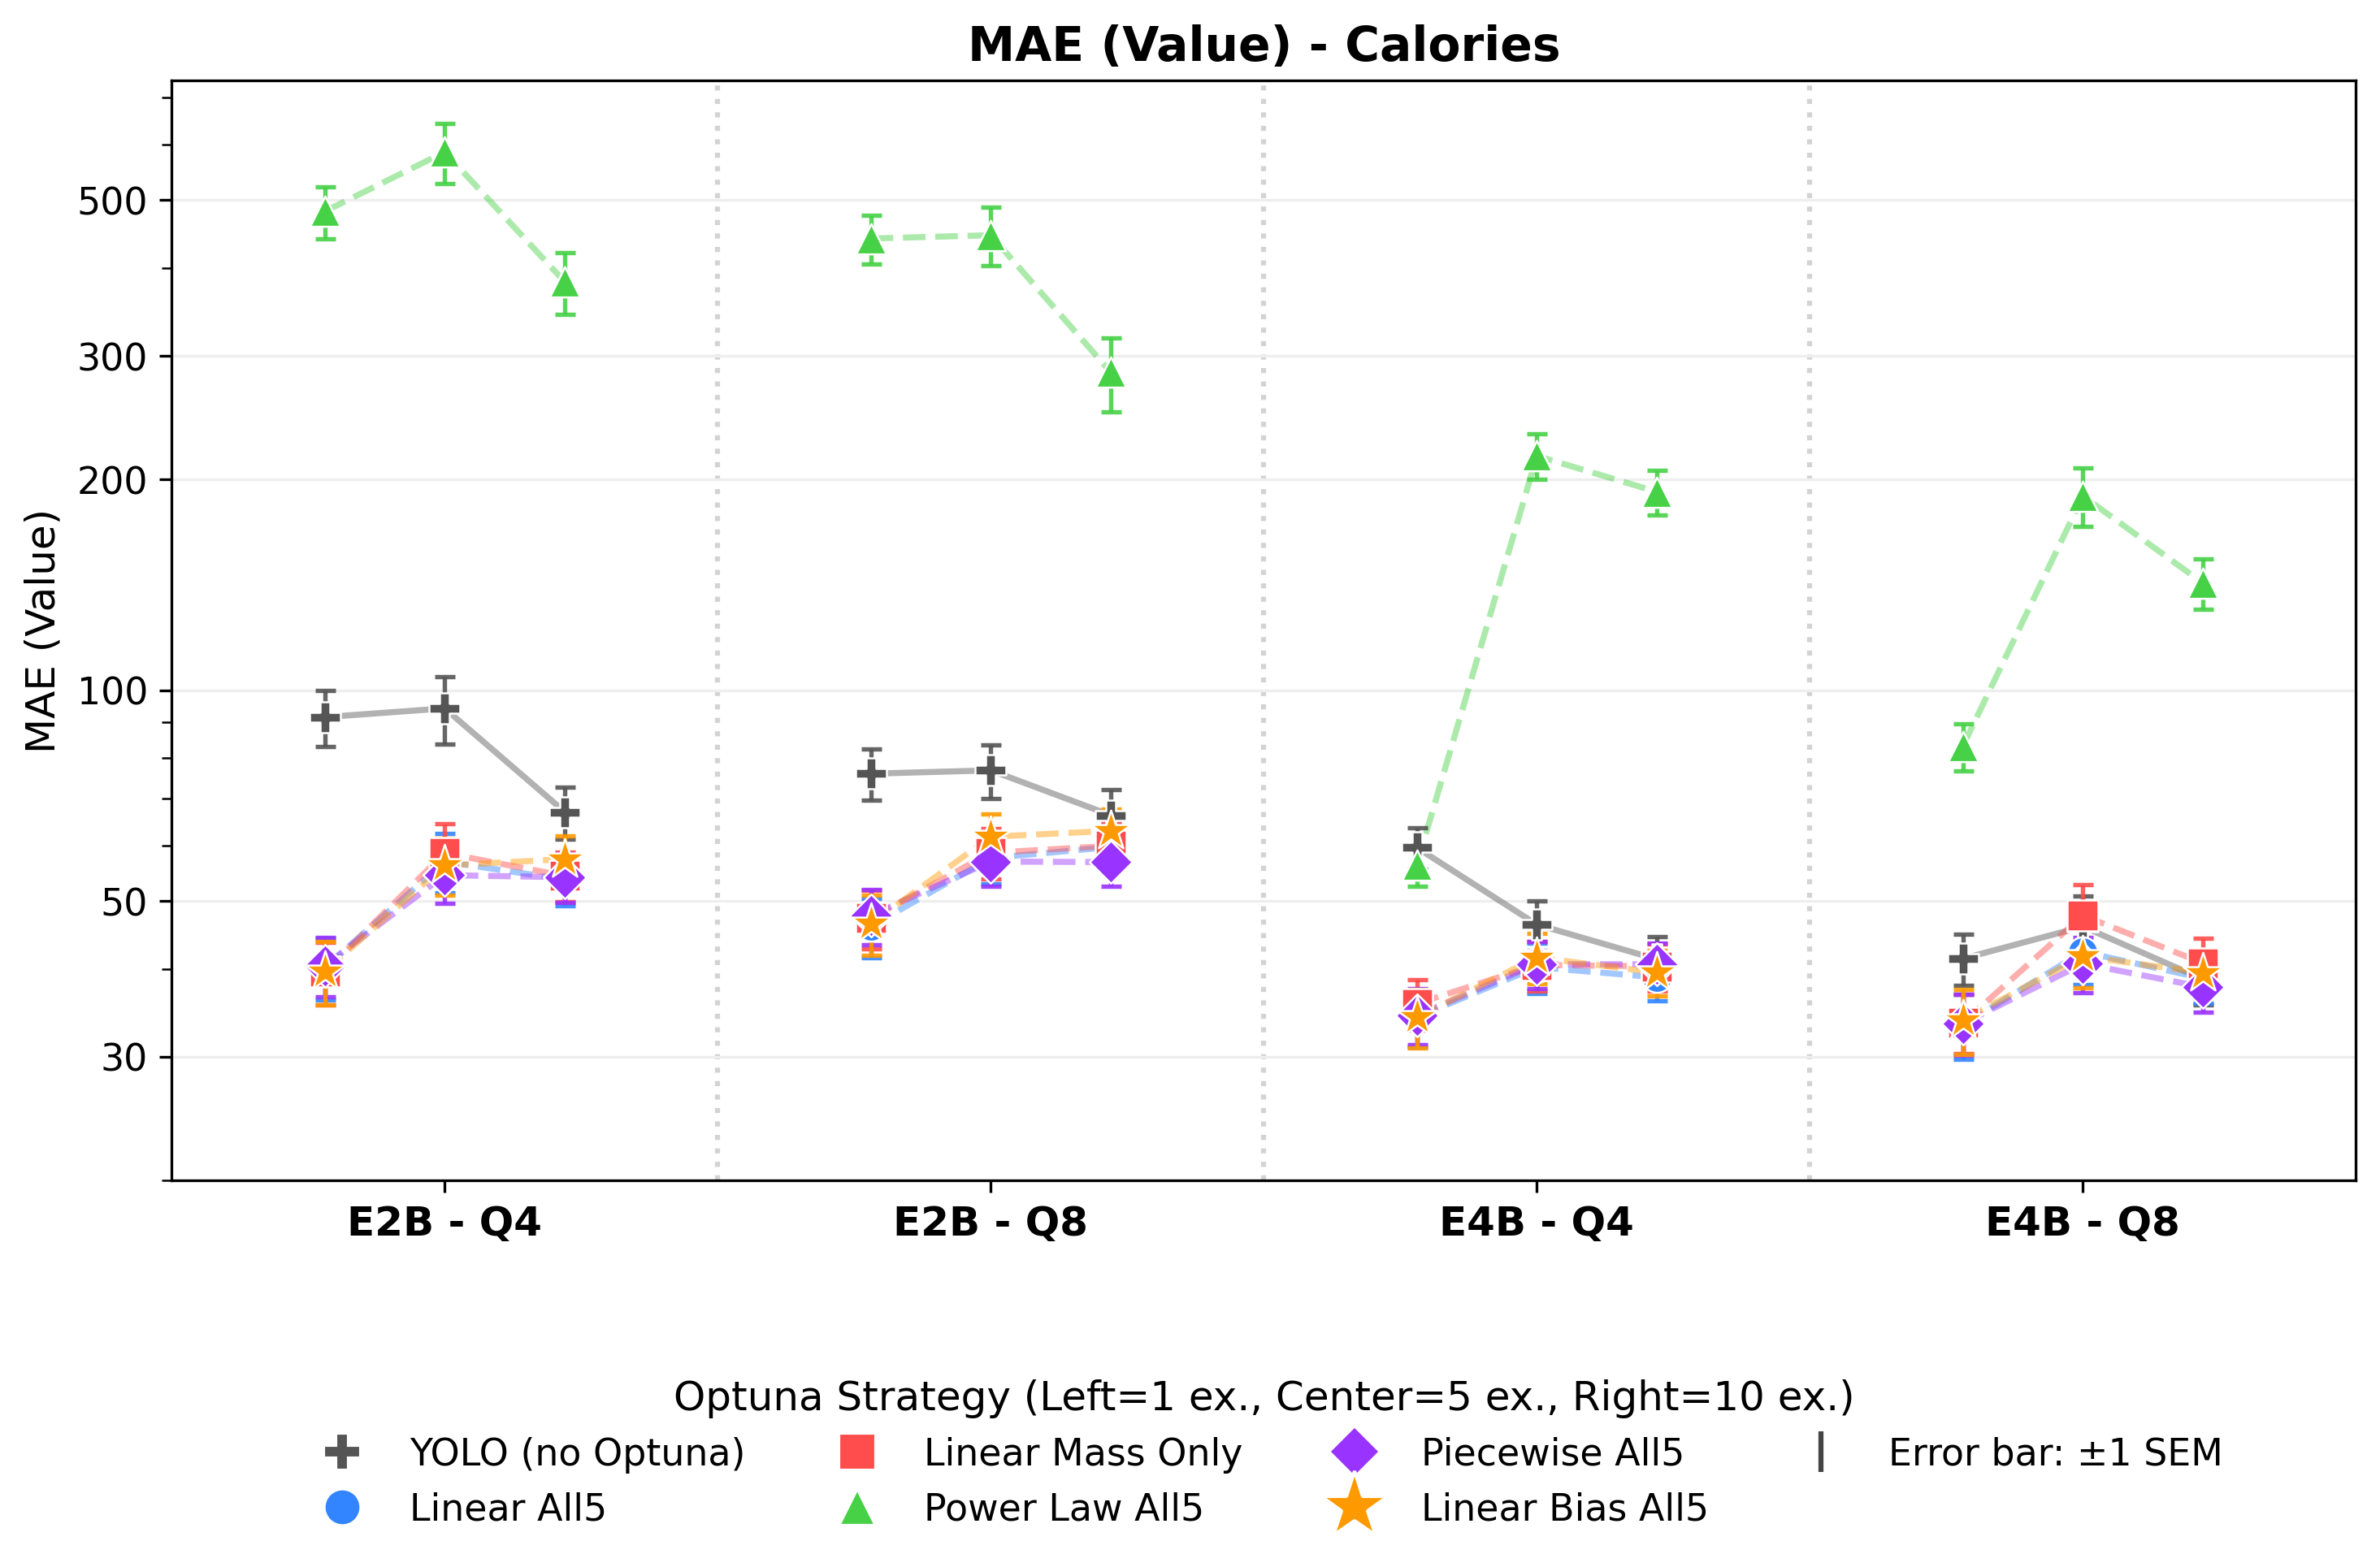 MAE (Value) - Calories
MAE (Value)
500
300
200
100
50
30
E2B - Q4
E2B - Q8
E4B - Q4
E4B - Q8
Optuna Strategy (Left=1 ex., Center=5 ex., Right=10 ex.)
YOLO (no Optuna)
Linear All5
Linear Mass Only
Power Law All5
Piecewise All5
Linear Bias All5
Error bar: ±1 SEM